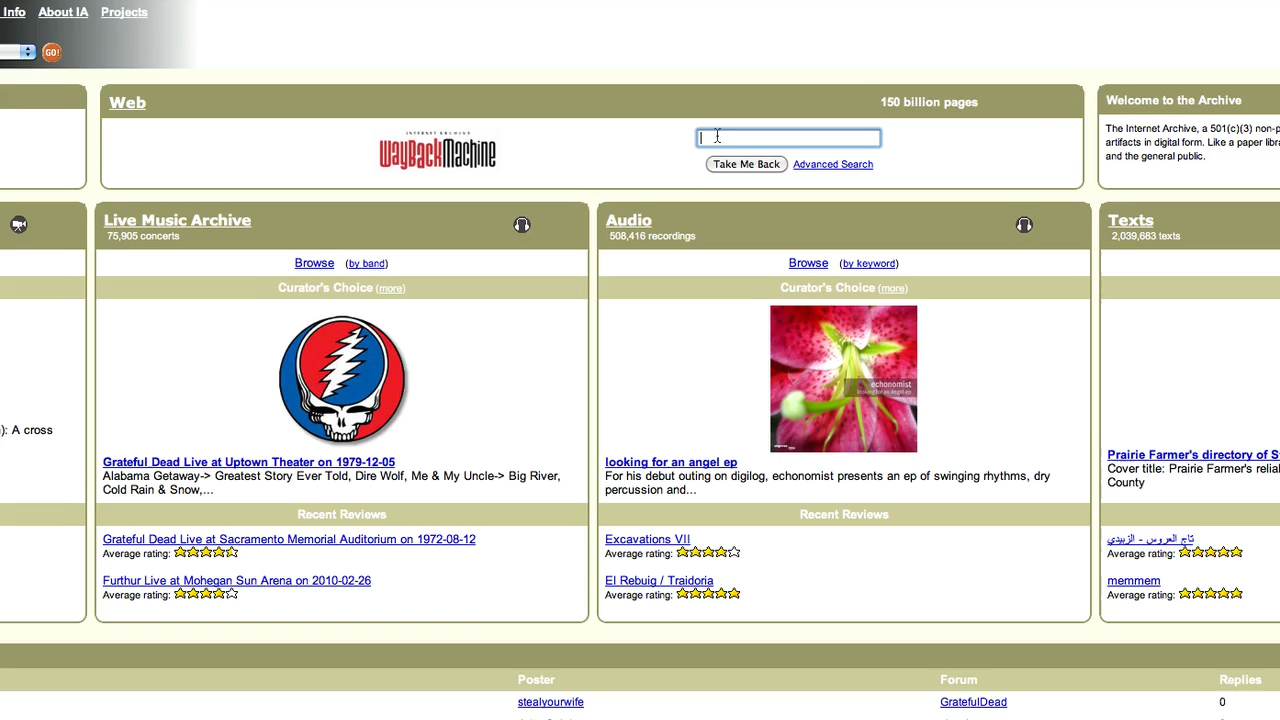 Info About IA Projects
GO!
Web 150 billion pages
INTERNET ARCHIVE
WayBackMachine
Take Me Back Advanced Search
Welcome to the Archive
The Internet Archive, a 501(c)(3) non-p
artifacts in digital form. Like a paper libra
and the general public.
Live Music Archive
75,905 concerts
Browse (by band)
Curator's Choice (more)
Grateful Dead Live at Uptown Theater on 1979-12-05
Alabama Getaway-> Greatest Story Ever Told, Dire Wolf, Me & My Uncle-> Big River,
Cold Rain & Snow,...
Recent Reviews
Grateful Dead Live at Sacramento Memorial Auditorium on 1972-08-12
Average rating:
Furthur Live at Mohegan Sun Arena on 2010-02-26
Average rating:
Audio
508,416 recordings
Browse (by keyword)
Curator's Choice (more)
echonomist
looking for an angel ep
looking for an angel ep
For his debut outing on digilog, echonomist presents an ep of swinging rhythms, dry
percussion and...
Recent Reviews
Excavations VII
Average rating:
El Rebuig / Traidoria
Average rating:
Texts
2,039,683 texts
Prairie Farmer's directory of S
Cover title: Prairie Farmer's relia
County
تاج العروس - الزبيدي
Average rating:
memmem
Average rating:
): A cross
Poster Forum Replies
stealyourwife GratefulDead 0